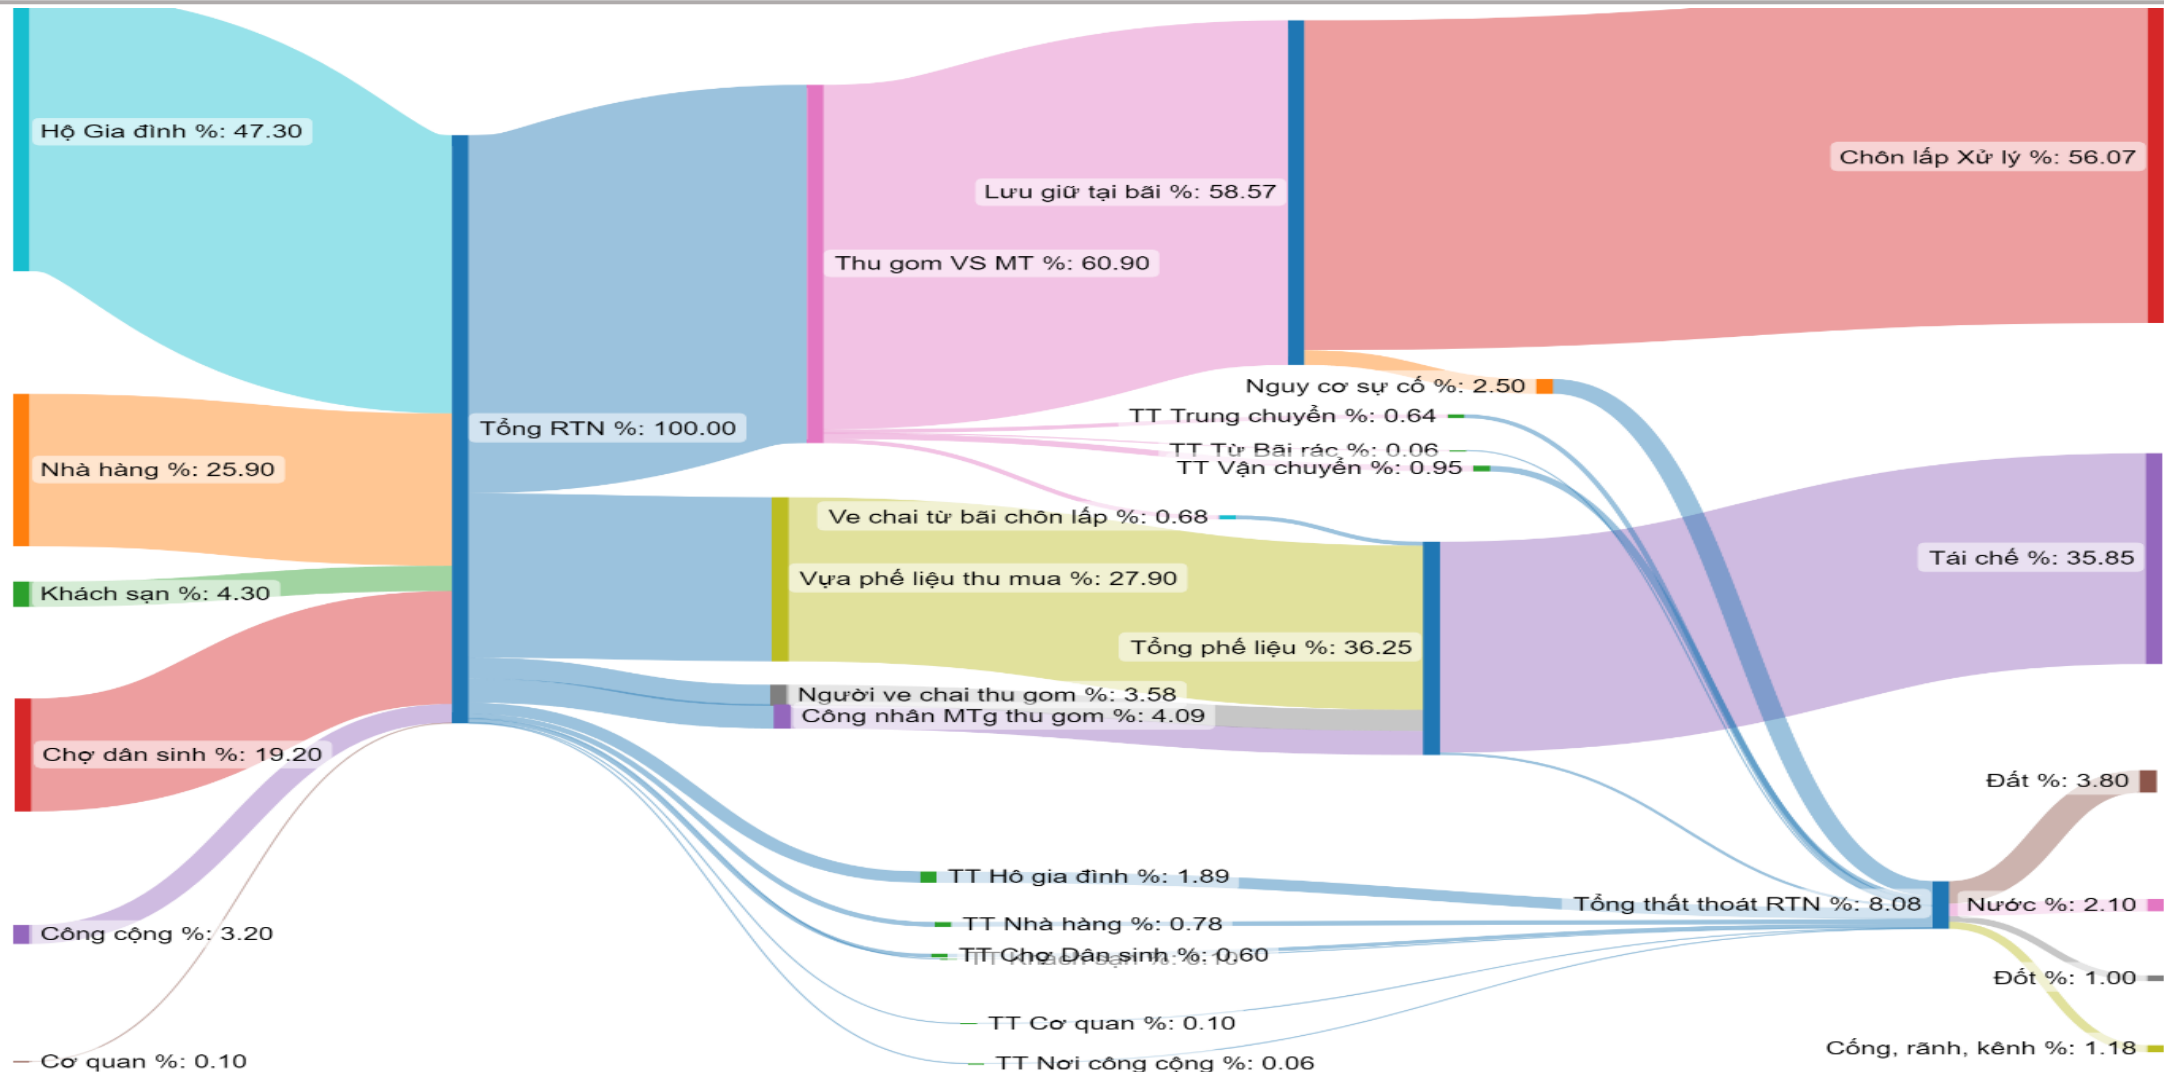 Hộ Gia đình %: 47.30
Chôn lấp Xử lý %: 56.07
Lưu giữ tại bãi %: 58.57
Thu gom VS MT %: 60.90
Nguy cơ sự cố %: 2.50
TT Trung chuyển %: 0.64
Tổng RTN %: 100.00
TT Từ Bãi rác %: 0.06
Nhà hàng %: 25.90
TT Vận chuyển %: 0.95
Ve chai từ bãi chôn lấp %: 0.68
Tái chế %: 35.85
Vựa phế liệu thu mua %: 27.90
Khách sạn %: 4.30
Tổng phế liệu %: 36.25
Người ve chai thu gom %: 3.58
Công nhân MTg thu gom %: 4.09
Chợ dân sinh %: 19.20
Đất %: 3.80
TT Hô gia đình %: 1.89
Tổng thất thoát RTN %: 8.08
Nước %: 2.10
TT Nhà hàng %: 0.78
Công cộng %: 3.20
TT Chợ Dân sinh %: 0.60
Đốt %: 1.00
TT Cơ quan %: 0.10
Cống, rãnh, kênh %: 1.18
Cơ quan %: 0.10
TT Nơi công cộng %: 0.06